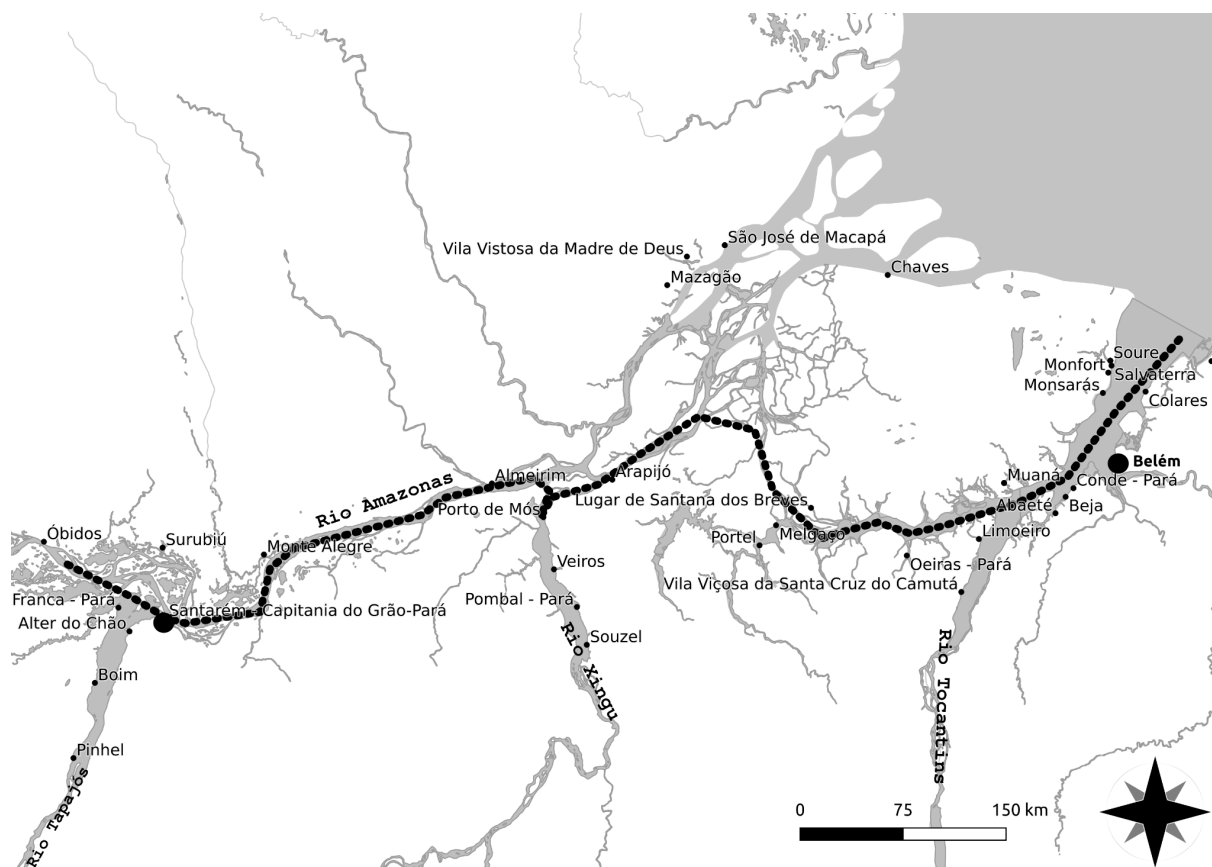 São José de Macapá
Vila Vistosa da Madre de Deus
Chaves
Mazagão
Soure
Monfort
Salvaterra
Monsarás
Colares
Belém
Almeirim
Arapijó
Muaná
Conde - Pará
Rio Amazonas
Porto de Mós
Lugar de Santana dos Breves
Abaeté
Beja
Óbidos
Surubiú
Monte Alegre
Portel
Melgaço
Limoeiro
Veiros
Oeiras - Pará
Vila Viçosa da Santa Cruz do Camutá
Franca - Pará
Santarém - Capitania do Grão-Pará
Pombal - Pará
Alter do Chão
Souzel
Boim
Rio Xingu
Rio Tocantins
Pinhel
Rio Tapajós
0 75 150 km